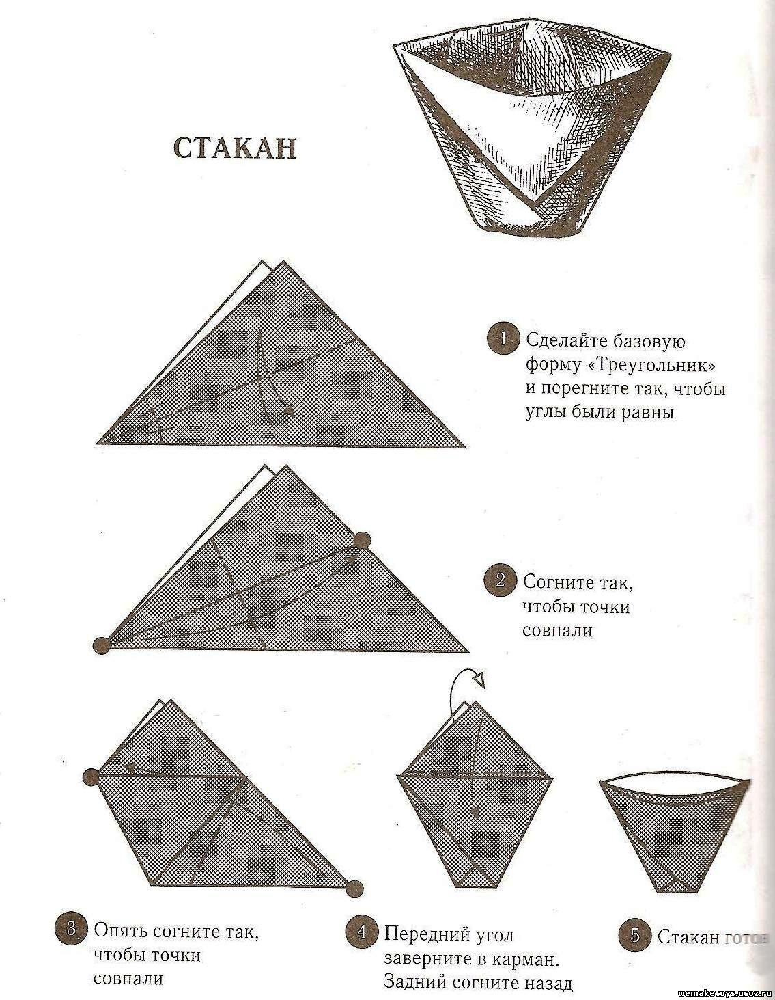 СТАКАН
1 Сделайте базовую
форму «Треугольник»
и перегните так, чтобы
углы были равны
2 Согните так,
чтобы точки
совпали
3 Опять согните так,
чтобы точки
совпали
4 Передний угол
заверните в карман.
Задний согните назад
5 Стакан готов
wemaketoys.ucoz.ru